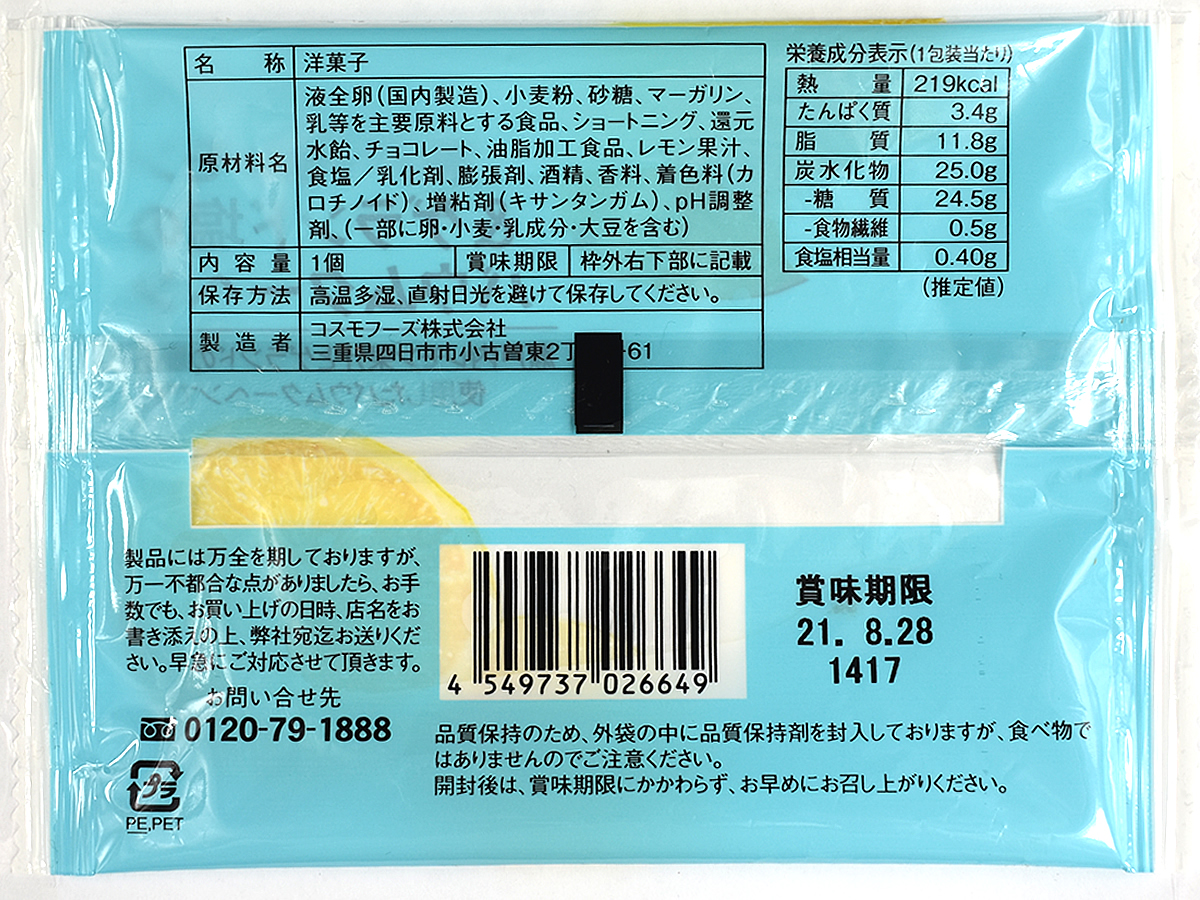 名称 洋菓子
原材料名 液全卵(国内製造)、小麦粉、砂糖、マーガリン、
乳等を主要原料とする食品、ショートニング、還元
水飴、チョコレート、油脂加工食品、レモン果汁、
食塩/乳化剤、膨張剤、酒精、香料、着色料(カ
ロチノイド)、増粘剤(キサンタンガム)、pH調整
剤、(一部に卵・小麦・乳成分・大豆を含む)
内容量 1個 賞味期限 枠外右下部に記載
保存方法 高温多湿、直射日光を避けて保存してください。
製造者 コスモフーズ株式会社
三重県四日市市小古曽東2丁 -61
栄養成分表示(1包装当たり)
熱量 219kcal
たんぱく質 3.4g
脂質 11.8g
炭水化物 25.0g
-糖質 24.5g
-食物繊維 0.5g
食塩相当量 0.40g
(推定値)
製品には万全を期しておりますが、
万一不都合な点がありましたら、お手
数でも、お買い上げの日時、店名をお
書き添えの上、弊社宛迄お送りくだ
さい。早急にご対応させて頂きます。
お問い合せ先
0120-79-1888
プラ
PE,PET
4 549737 026649
賞味期限
21. 8.28
1417
品質保持のため、外袋の中に品質保持剤を封入しておりますが、食べ物で
はありませんのでご注意ください。
開封後は、賞味期限にかかわらず、お早めにお召し上がりください。